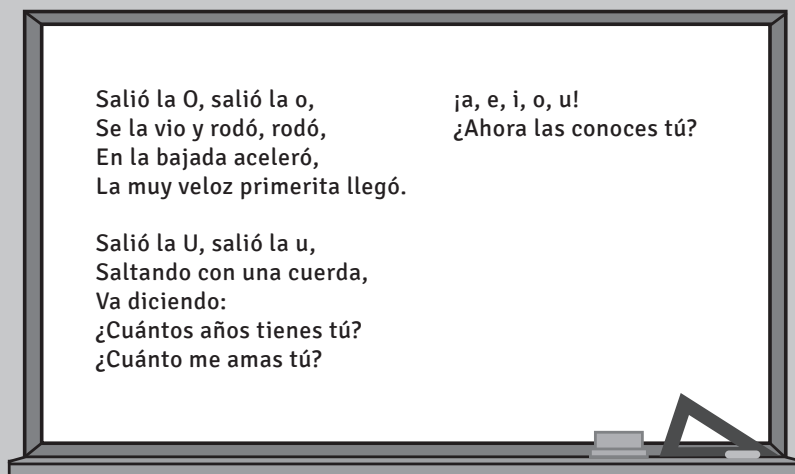 Salió la O, salió la o,
Se la vio y rodó, rodó,
En la bajada aceleró,
La muy veloz primerita llegó.
Salió la U, salió la u,
Saltando con una cuerda,
Va diciendo:
¿Cuántos años tienes tú?
¿Cuánto me amas tú?
¡a, e, i, o, u!
¿Ahora las conoces tú?